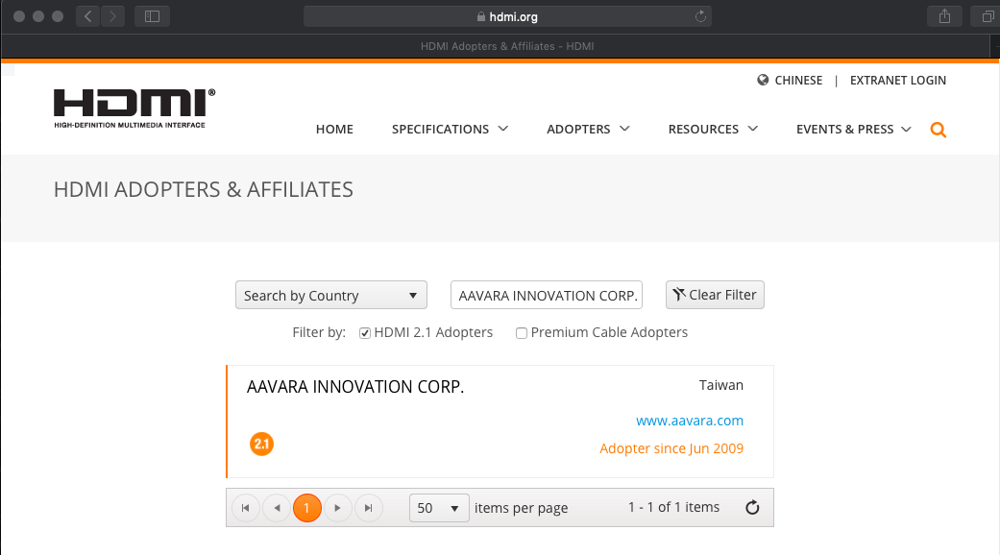 hdmi.org
HDMI Adopters & Affiliates - HDMI
CHINESE | EXTRANET LOGIN
HDMI®
HIGH-DEFINITION MULTIMEDIA INTERFACE
HOME SPECIFICATIONS ADOPTERS RESOURCES EVENTS & PRESS
HDMI ADOPTERS & AFFILIATES
Search by Country AAVARA INNOVATION CORP. Clear Filter
Filter by: HDMI 2.1 Adopters Premium Cable Adopters
AAVARA INNOVATION CORP. Taiwan
www.aavara.com
2.1 Adopter since Jun 2009
1 50 items per page 1 - 1 of 1 items